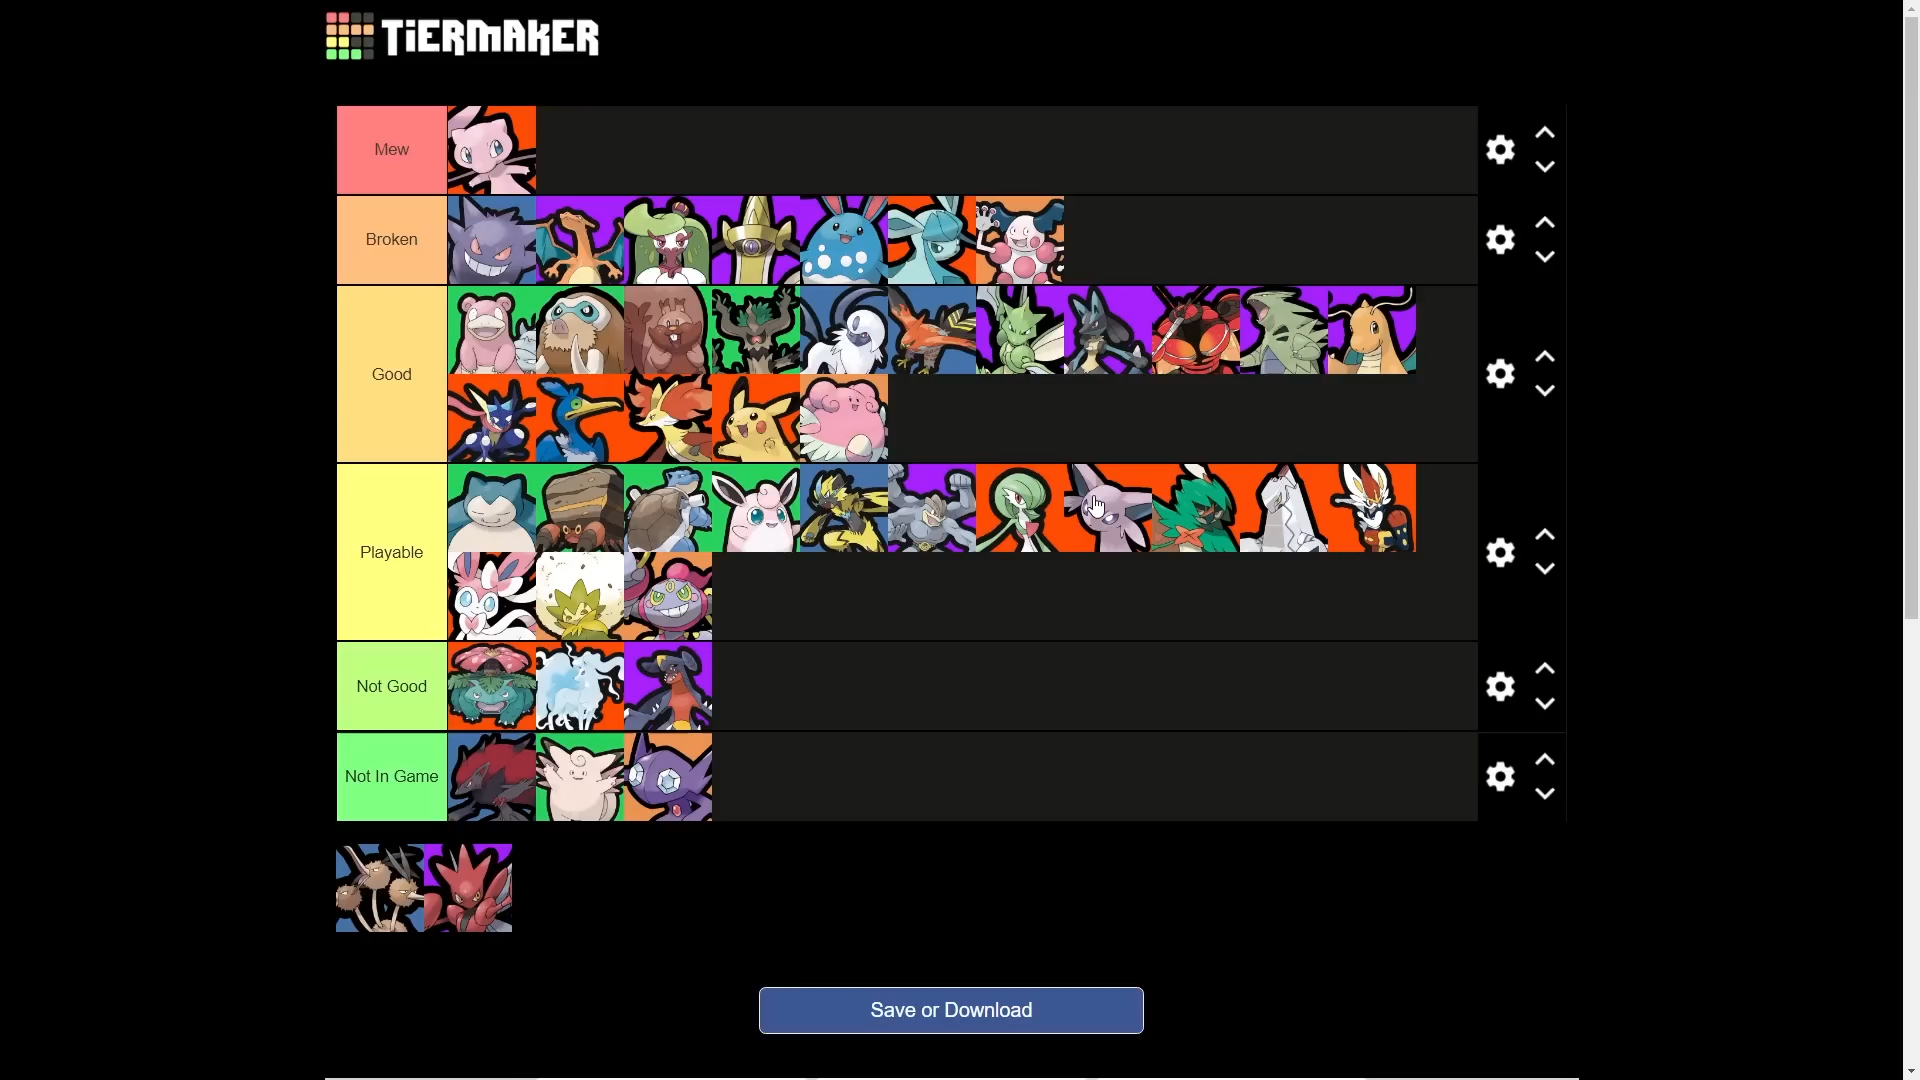 TiERMAKER
Mew
Broken
Good
Playable
Not Good
Not In Game
Save or Download